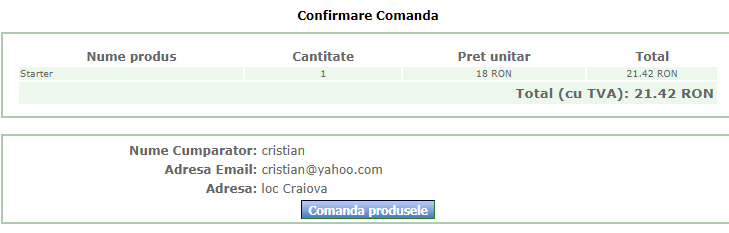 Confirmare Comanda
Nume produs Cantitate Pret unitar Total
Starter 1 18 RON 21.42 RON
Total (cu TVA): 21.42 RON
Nume Cumparator: cristian
Adresa Email: cristian@yahoo.com
Adresa: loc Craiova
Comanda produsele